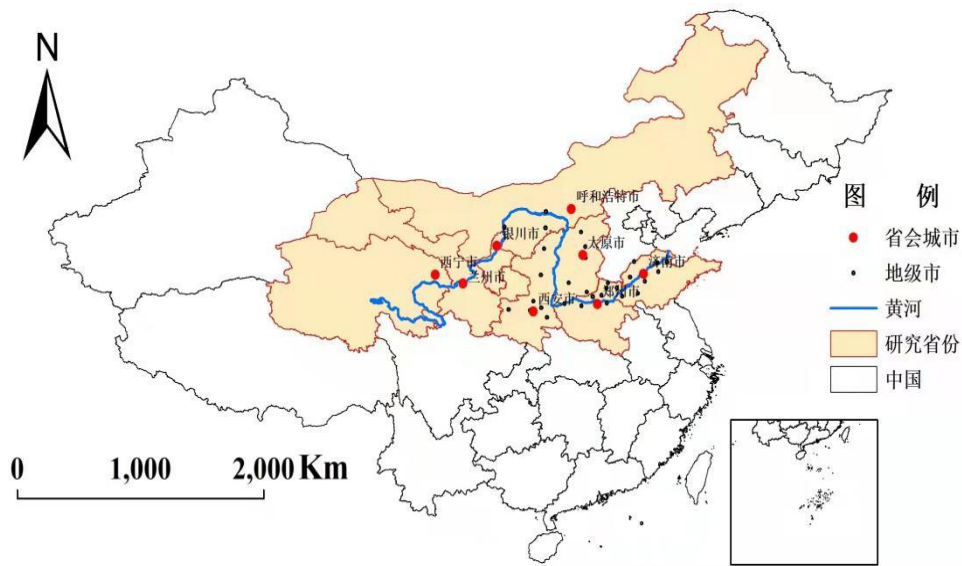 N
呼和浩特市
银川市
太原市
西宁市
兰州市
济南市
西安市
郑州市
图 例
省会城市
地级市
黄河
研究省份
中国
0 1,000 2,000 Km